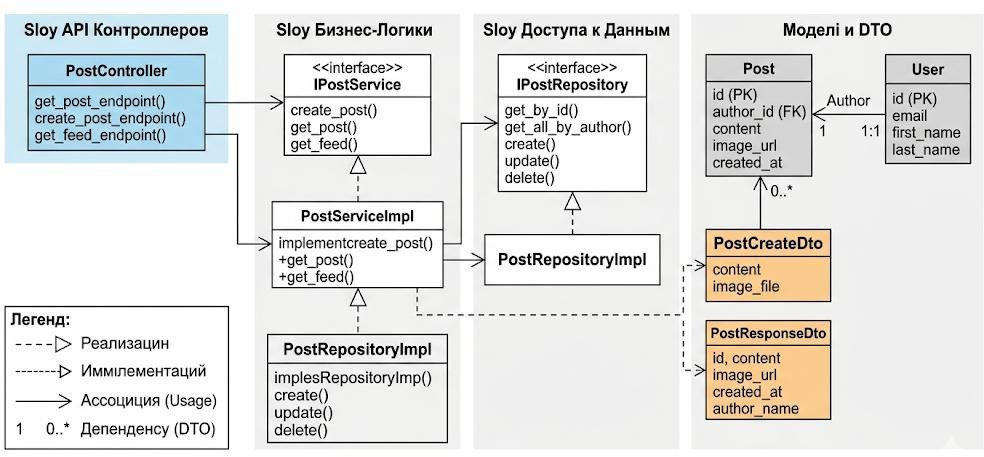 Sloy API Контроллеров
PostController
get_post_endpoint()
create_post_endpoint()
get_feed_endpoint()
Sloy Бизнес-Логики
<<interface>>
IPostService
create_post()
get_post()
get_feed()
PostServiceImpl
implementcreate_post()
+get_post()
+get_feed()
PostRepositoryImpl
implesRepositoryImp()
create()
update()
delete()
Sloy Доступа к Данным
<<interface>>
IPostRepository
get_by_id()
get_all_by_author()
create()
update()
delete()
PostRepositoryImpl
Моделі и DTO
Post
id (PK)
author_id (FK)
content
image_url
created_at
Author
1 1:1
User
id (PK)
email
first_name
last_name
0..*
PostCreateDto
content
image_file
PostResponseDto
id, content
image_url
created_at
author_name
Легенд:
Реализацин
Иммілементаций
Ассоциция (Usage)
1 0..* Депенденсу (DTO)